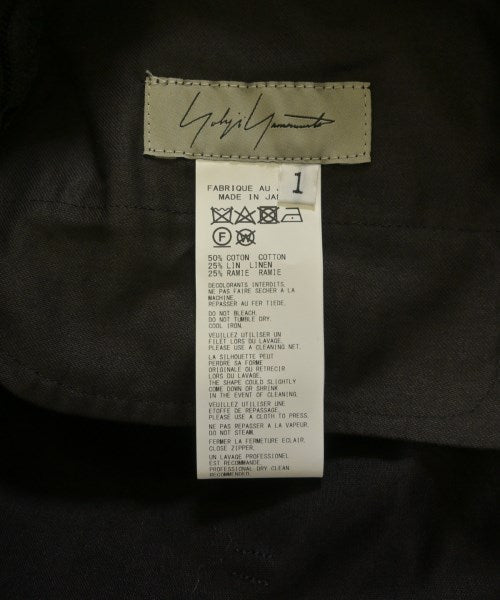 Yohji Yamamoto
1
FABRIQUE AU
MADE IN JAP
F W
50% COTON COTTON
25% LIN LINEN
25% RAMIE RAMIE
DECOLORANTS INTERDITS.
NE PAS FAIRE SECHER A LA
MACHINE.
REPASSER AU FER TIEDE.
DO NOT BLEACH.
DO NOT TUMBLE DRY.
COOL IRON.
VEUILLEZ UTILISER UN
FILET LORS DU LAVAGE.
PLEASE USE A CLEANING NET.
LA SILHOUETTE PEUT
PERDRE SA FORME
ORIGINALE OU RETRECIR
LORS DU LAVAGE.
THE SHAPE COULD SLIGHTLY
COME DOWN OR SHRINK
IN THE EVENT OF CLEANING.
VEUILLEZ UTILISER UNE
ETOFFE DE REPASSAGE.
PLEASE USE A CLOTH TO PRESS.
NE PAS REPASSER A LA VAPEUR.
DO NOT STEAM.
FERMER LA FERMETURE ECLAIR.
CLOSE ZIPPER.
UN LAVAGE PROFESSIONEL
EST RECOMMANDE.
PROFESSIONAL DRY CLEAN
RECOMMENDED.